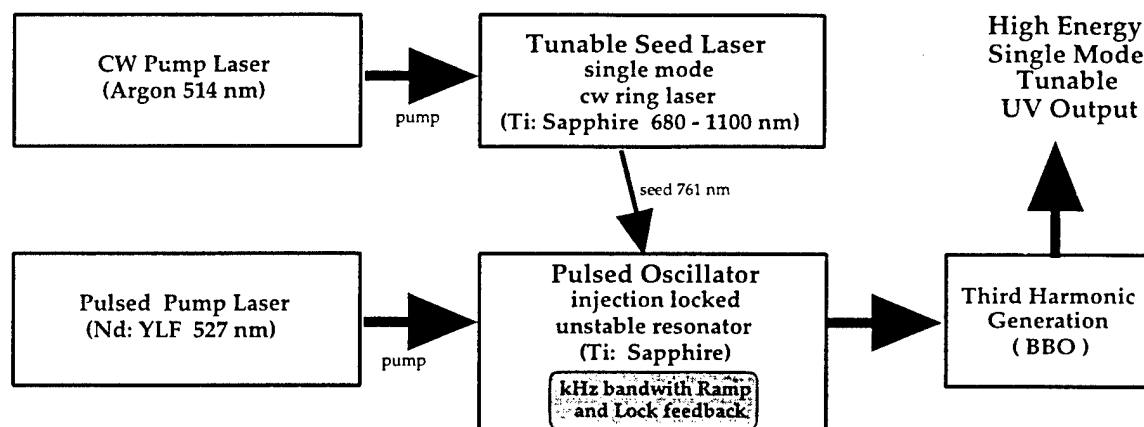 CW Pump Laser
(Argon 514 nm)
pump
Tunable Seed Laser
single mode
cw ring laser
(Ti: Sapphire 680 - 1100 nm)
High Energy
Single Mode
Tunable
UV Output
seed 761 nm
Pulsed Pump Laser
(Nd: YLF 527 nm)
pump
Pulsed Oscillator
injection locked
unstable resonator
(Ti: Sapphire)
kHz bandwith Ramp
and Lock feedback
Third Harmonic
Generation
( BBO )